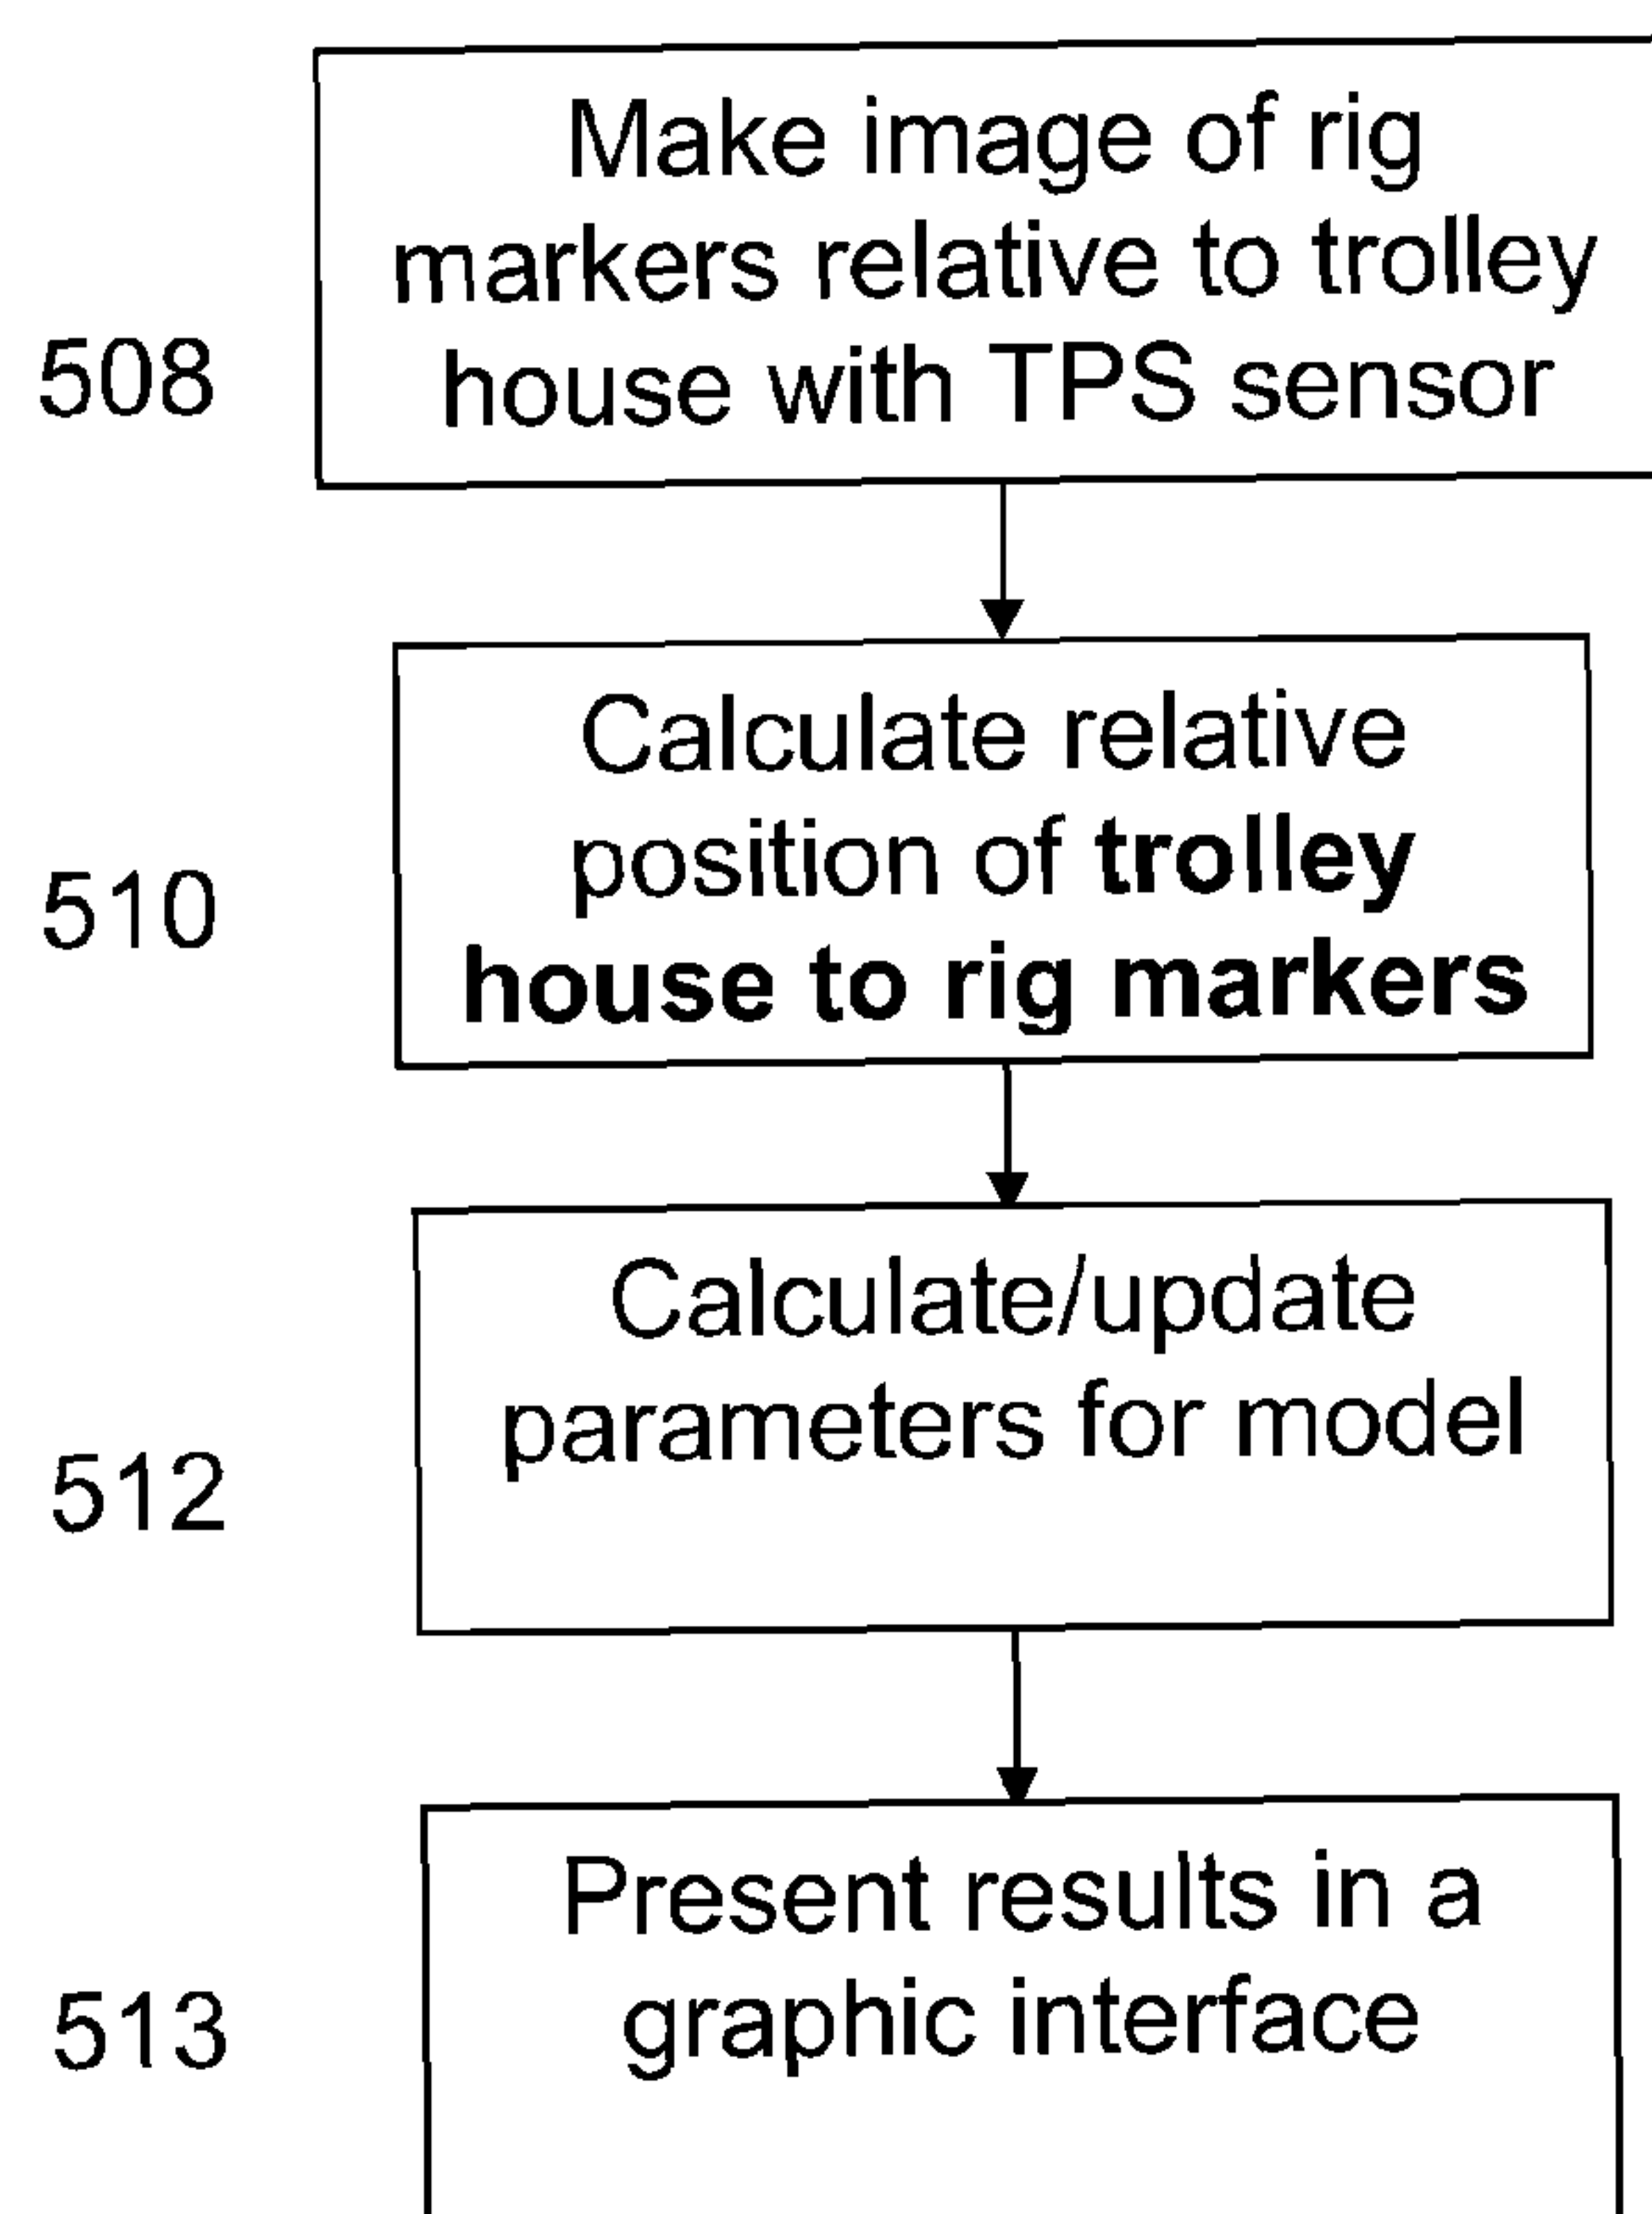 Make image of rig
markers relative to trolley
508
house with TPS sensor
Calculate relative
position of trolley
510
house to rig markers
Calculate/update
parameters for model
512
Present results in a
graphic interface
513